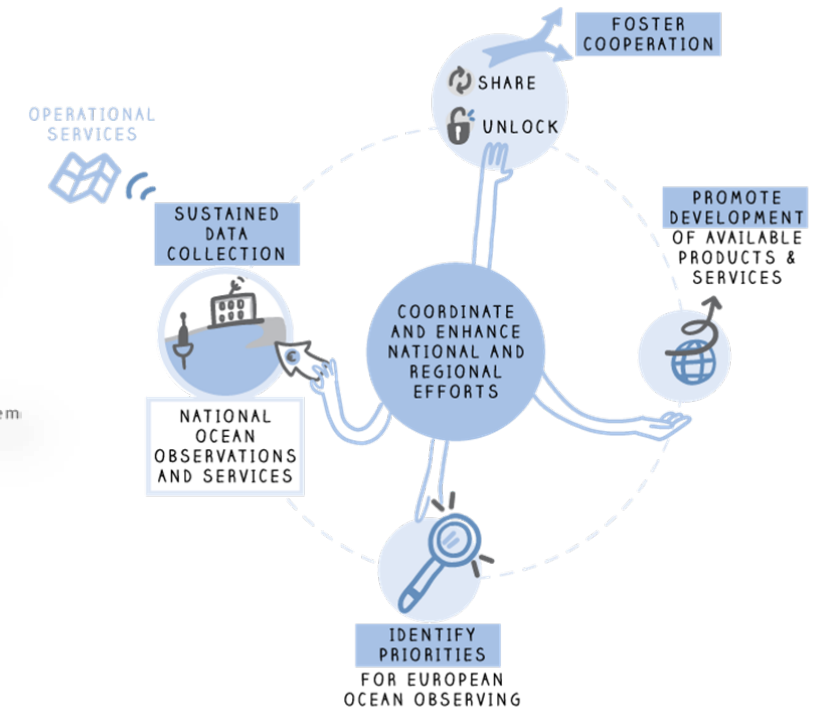 FOSTER
COOPERATION
SHARE
UNLOCK
OPERATIONAL
SERVICES
SUSTAINED
DATA
COLLECTION
PROMOTE
DEVELOPMENT
OF AVAILABLE
PRODUCTS &
SERVICES
COORDINATE
AND ENHANCE
NATIONAL AND
REGIONAL
EFFORTS
NATIONAL
OCEAN
OBSERVATIONS
AND SERVICES
IDENTIFY
PRIORITIES
FOR EUROPEAN
OCEAN OBSERVING